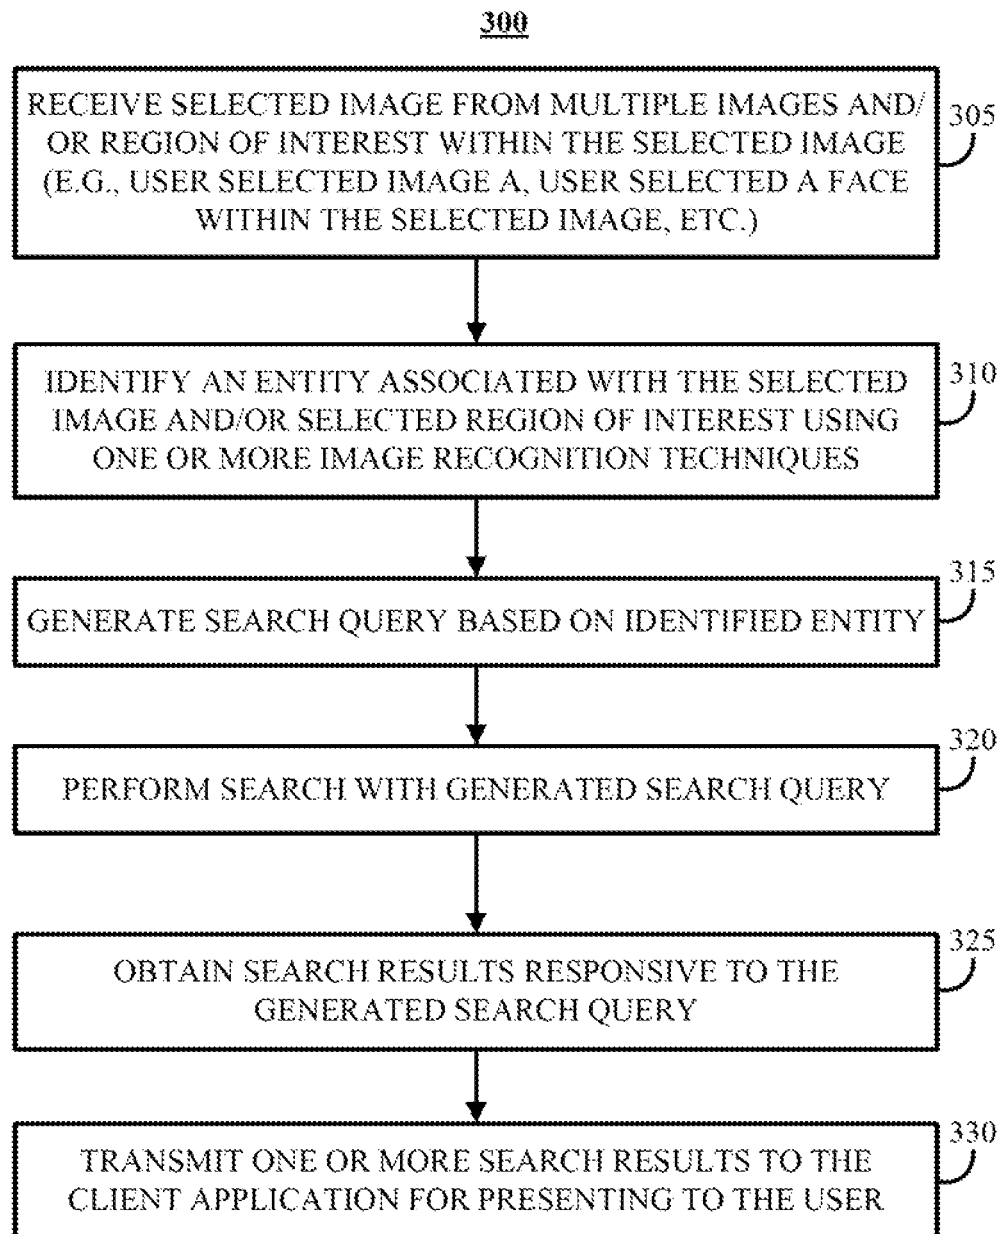 300
RECEIVE SELECTED IMAGE FROM MULTIPLE IMAGES AND/
OR REGION OF INTEREST WITHIN THE SELECTED IMAGE
(E.G., USER SELECTED IMAGE A, USER SELECTED A FACE
WITHIN THE SELECTED IMAGE, ETC.)
305
IDENTIFY AN ENTITY ASSOCIATED WITH THE SELECTED
IMAGE AND/OR SELECTED REGION OF INTEREST USING
ONE OR MORE IMAGE RECOGNITION TECHNIQUES
310
GENERATE SEARCH QUERY BASED ON IDENTIFIED ENTITY
315
PERFORM SEARCH WITH GENERATED SEARCH QUERY
320
OBTAIN SEARCH RESULTS RESPONSIVE TO THE
GENERATED SEARCH QUERY
325
TRANSMIT ONE OR MORE SEARCH RESULTS TO THE
CLIENT APPLICATION FOR PRESENTING TO THE USER
330